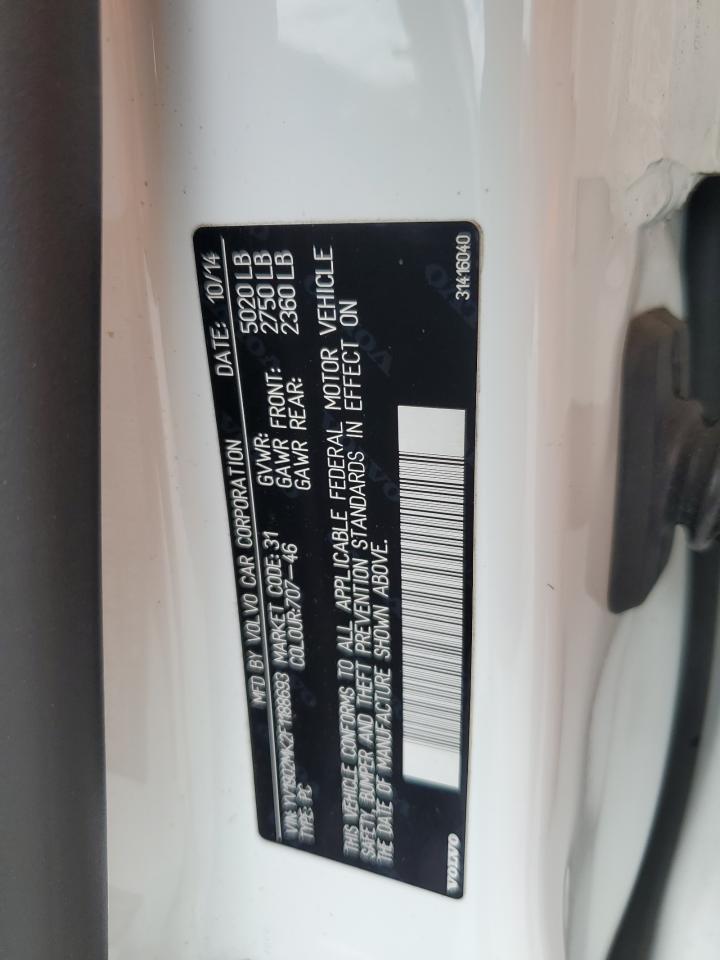 MFD BY VOLVO CAR CORPORATION DATE: 10/14
VIN: YV1902MK2F1188693 MARKET CODE: 31 GVWR: 5020 LB
TYPE: PC COLOUR:707-46 GAWR FRONT: 2750 LB
GAWR REAR: 2360 LB
THIS VEHICLE CONFORMS TO ALL APPLICABLE FEDERAL MOTOR VEHICLE
SAFETY, BUMPER AND THEFT PREVENTION STANDARDS IN EFFECT ON
THE DATE OF MANUFACTURE SHOWN ABOVE.
VOLVO 31416040